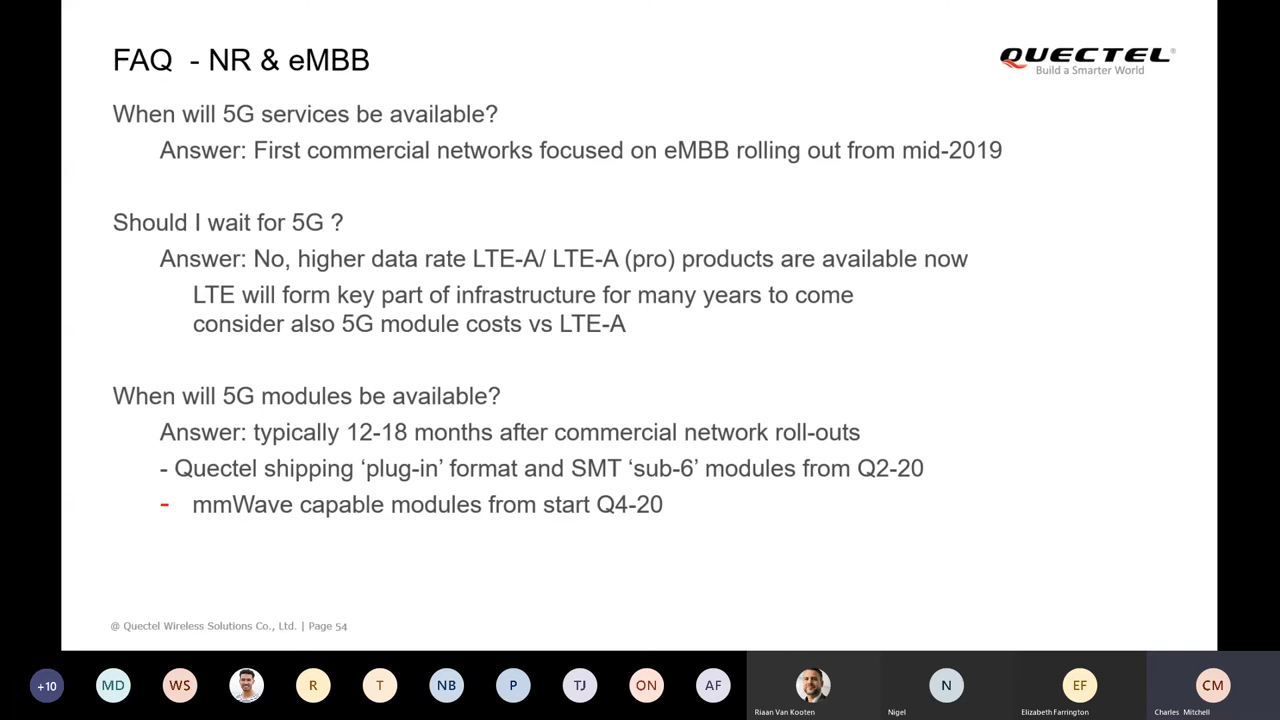 FAQ - NR & eMBB
QUECTEL®
Build a Smarter World
When will 5G services be available?
Answer: First commercial networks focused on eMBB rolling out from mid-2019
Should I wait for 5G ?
Answer: No, higher data rate LTE-A/ LTE-A (pro) products are available now
LTE will form key part of infrastructure for many years to come
consider also 5G module costs vs LTE-A
When will 5G modules be available?
Answer: typically 12-18 months after commercial network roll-outs
- Quectel shipping ‘plug-in’ format and SMT ‘sub-6’ modules from Q2-20
- mmWave capable modules from start Q4-20
@ Quectel Wireless Solutions Co., Ltd. | Page 54
+10 MD WS R T NB P TJ ON AF N EF CM
Riaan Van Kooten Nigel Elizabeth Farrington Charles Mitchell